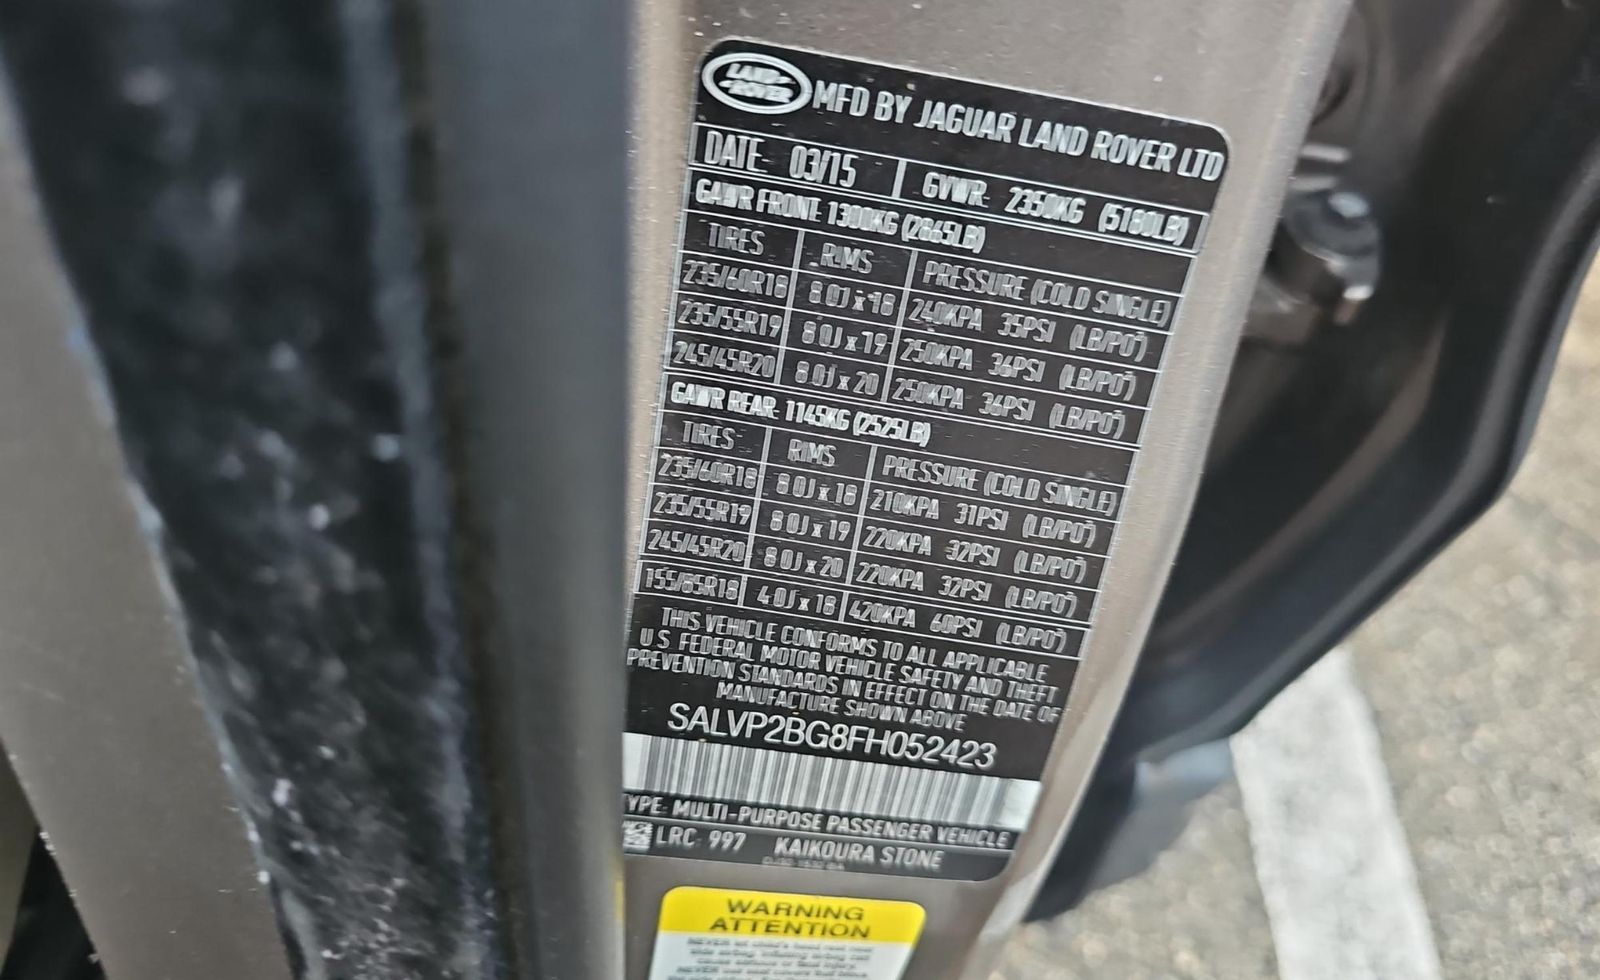 LAND ROVER
MFD BY JAGUAR LAND ROVER LTD
DATE: 03/15 GVWR: 2350KG (5180LB)
GAWR FRONT: 1300KG (2865LB)
TIRES RIMS PRESSURE (COLD SINGLE)
235/60R18 8.0J x 18 240KPA 35PSI (LB/PO²)
235/55R19 8.0J x 19 250KPA 36PSI (LB/PO²)
245/45R20 8.0J x 20 250KPA 36PSI (LB/PO²)
GAWR REAR: 1145KG (2525LB)
TIRES RIMS PRESSURE (COLD SINGLE)
235/60R18 8.0J x 18 210KPA 31PSI (LB/PO²)
235/55R19 8.0J x 19 220KPA 32PSI (LB/PO²)
245/45R20 8.0J x 20 220KPA 32PSI (LB/PO²)
155/85R18 4.0J x 18 420KPA 60PSI (LB/PO²)
THIS VEHICLE CONFORMS TO ALL APPLICABLE
U.S. FEDERAL MOTOR VEHICLE SAFETY AND THEFT
PREVENTION STANDARDS IN EFFECT ON THE DATE OF
MANUFACTURE SHOWN ABOVE
SALVP2BG8FH052423
TYPE: MULTI-PURPOSE PASSENGER VEHICLE
LRC: 997 KAIKOURA STONE
WARNING
ATTENTION